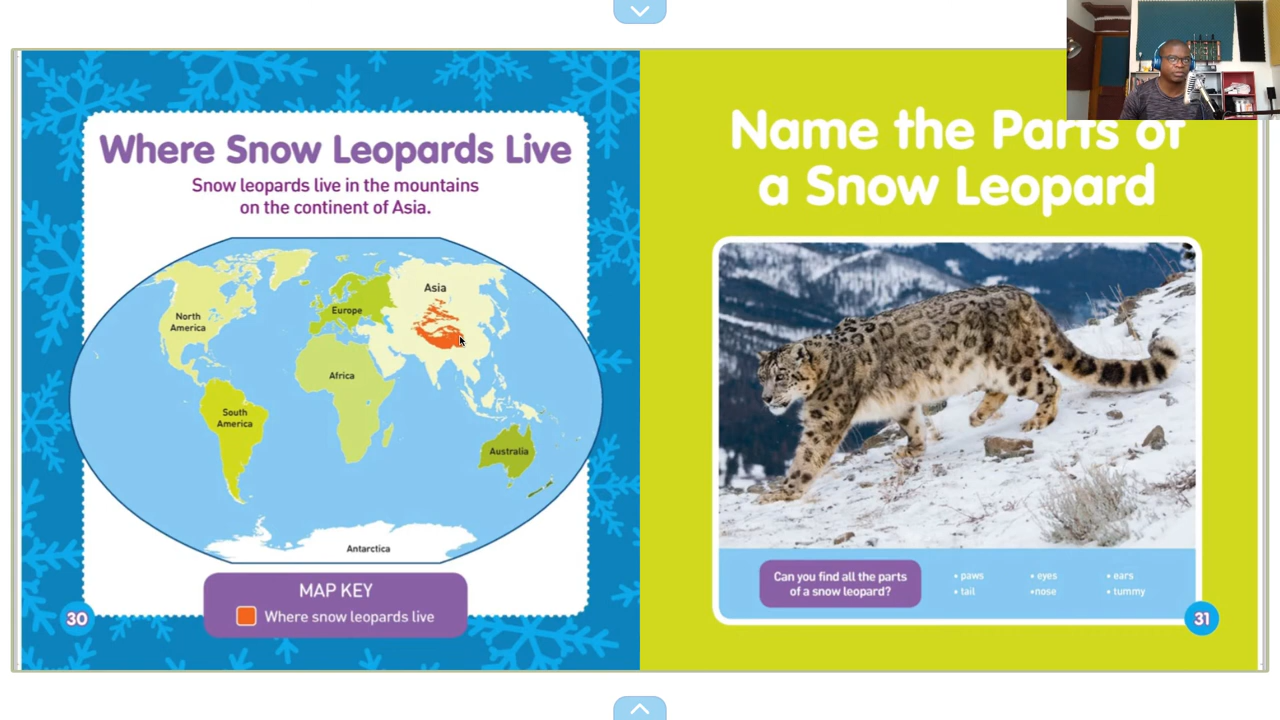 Where Snow Leopards Live
Snow leopards live in the mountains
on the continent of Asia.
North
America
South
America
Europe
Africa
Asia
Australia
Antarctica
MAP KEY
Where snow leopards live
30
Name the Parts of
a Snow Leopard
Can you find all the parts
of a snow leopard?
• paws
• tail
• eyes
•nose
• ears
• tummy
31